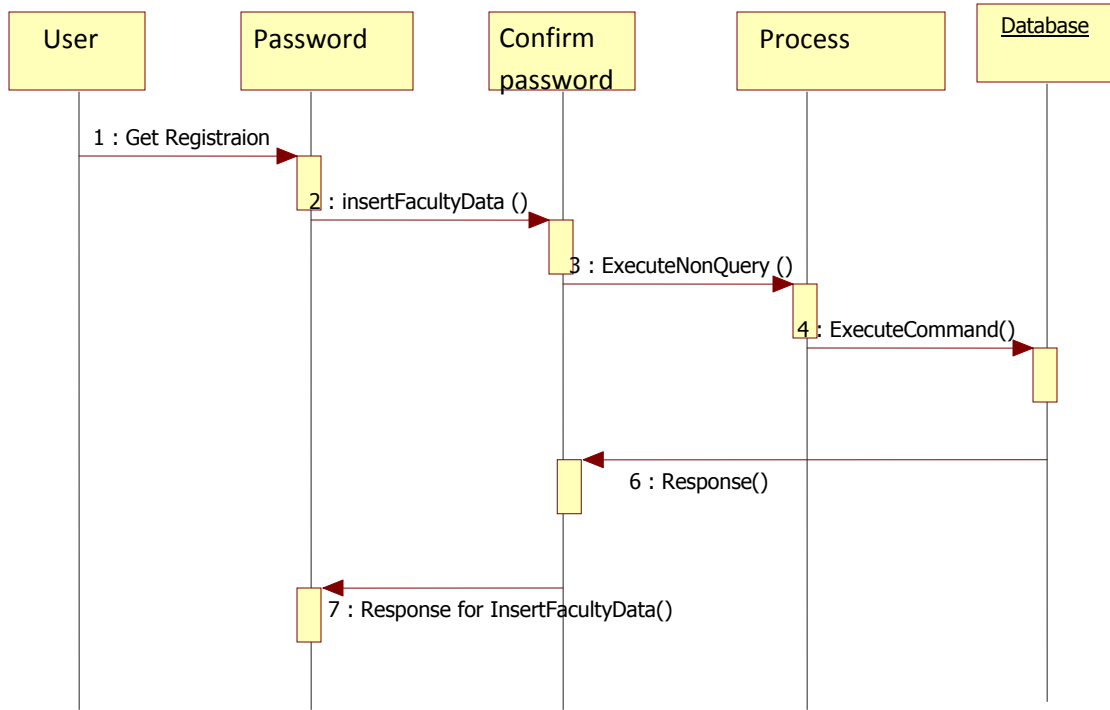 User
Password
Confirm
password
Process
Database
1 : Get Registraion
2 : insertFacultyData ()
3 : ExecuteNonQuery ()
4 : ExecuteCommand()
6 : Response()
7 : Response for InsertFacultyData()